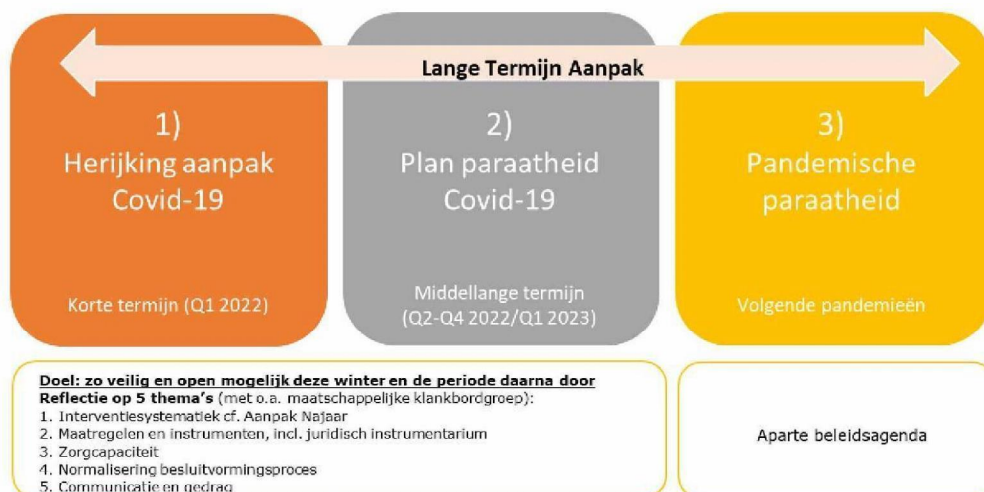 Lange Termijn Aanpak
1)
Herijking aanpak
Covid-19
Korte termijn (Q1 2022)
2)
Plan paraatheid
Covid-19
Middellange termijn
(Q2-Q4 2022/Q1 2023)
3)
Pandemische
paraatheid
Volgende pandemieën
Doel: zo veilig en open mogelijk deze winter en de periode daarna door
Reflectie op 5 thema's (met o.a. maatschappelijke klankbordgroep):
1. Interventiesystematiek cf. Aanpak Najaar
2. Maatregelen en instrumenten, incl. juridisch instrumentarium
3. Zorgcapaciteit
4. Normalisering besluitvormingsproces
5. Communicatie en gedrag
Aparte beleidsagenda